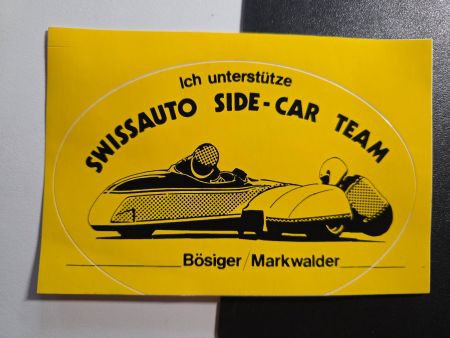 Ich unterstütze
SWISSAUTO SIDE-CAR TEAM
Bösiger/Markwalder